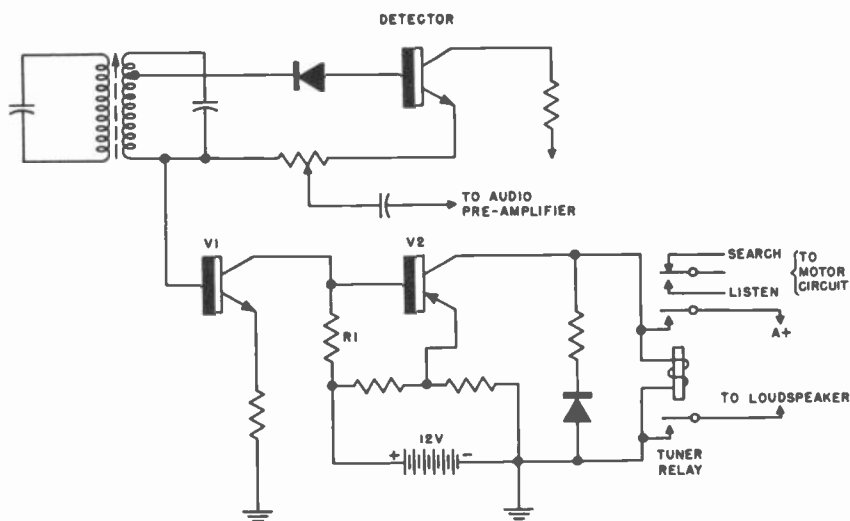 DETECTOR
TO AUDIO
PRE-AMPLIFIER
V1
V2
SEARCH
TO
MOTOR
CIRCUIT
LISTEN
A+
R1
TO LOUDSPEAKER
12V
+
-
TUNER
RELAY